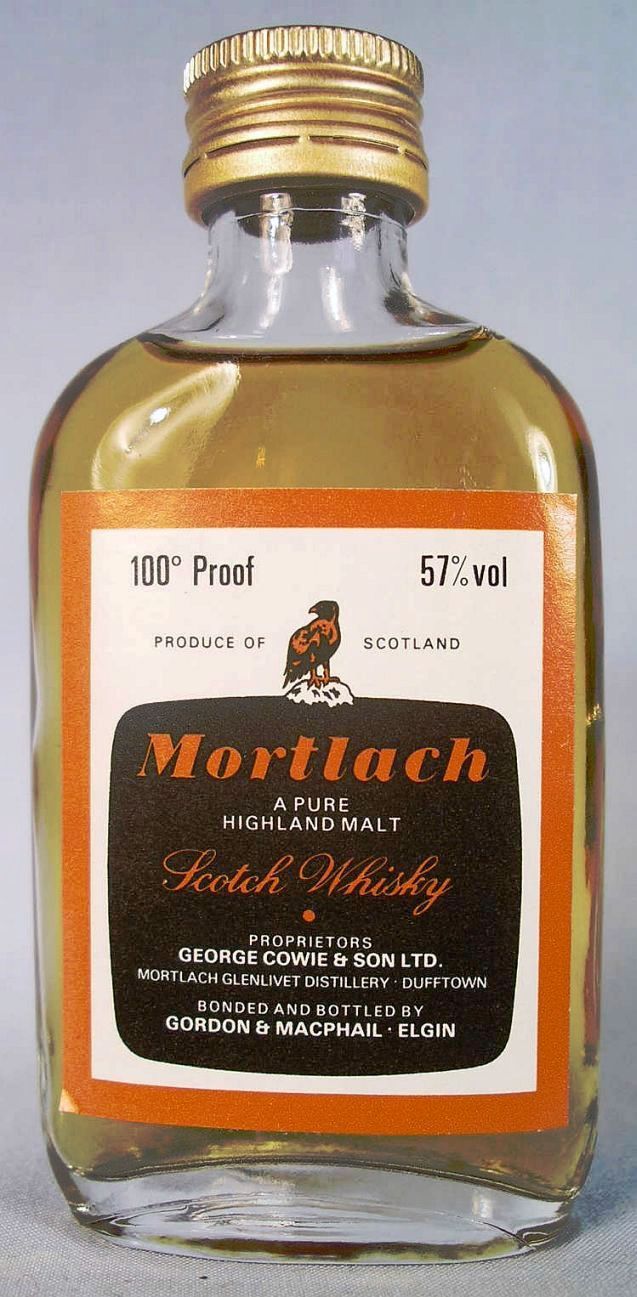 100° Proof 57% vol
PRODUCE OF SCOTLAND
Mortlach
A PURE
HIGHLAND MALT
Scotch Whisky
PROPRIETORS
GEORGE COWIE & SON LTD.
MORTLACH GLENLIVET DISTILLERY · DUFFTOWN
BONDED AND BOTTLED BY
GORDON & MACPHAIL · ELGIN